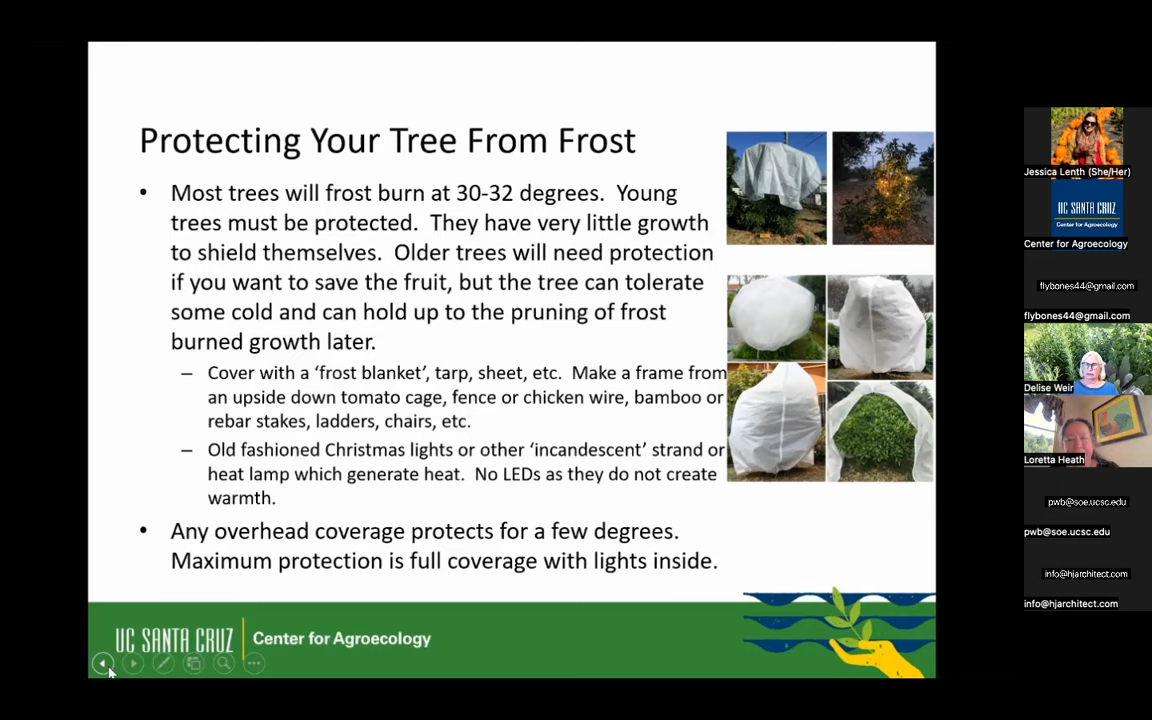 Protecting Your Tree From Frost
• Most trees will frost burn at 30-32 degrees.  Young
trees must be protected.  They have very little growth
to shield themselves.  Older trees will need protection
if you want to save the fruit, but the tree can tolerate
some cold and can hold up to the pruning of frost
burned growth later.
– Cover with a ‘frost blanket’, tarp, sheet, etc.  Make a frame from
an upside down tomato cage, fence or chicken wire, bamboo or
rebar stakes, ladders, chairs, etc.
– Old fashioned Christmas lights or other ‘incandescent’ strand or
heat lamp which generate heat.  No LEDs as they do not create
warmth.
• Any overhead coverage protects for a few degrees.
Maximum protection is full coverage with lights inside.
UC SANTA CRUZ Center for Agroecology
Jessica Lenth (She/Her)
UC SANTA CRUZ
Center for Agroecology
Center for Agroecology
flybones44@gmail.com
flybones44@gmail.com
Delise Weir
Loretta Heath
pwb@soe.ucsc.edu
pwb@soe.ucsc.edu
info@hjarchitect.com
info@hjarchitect.com